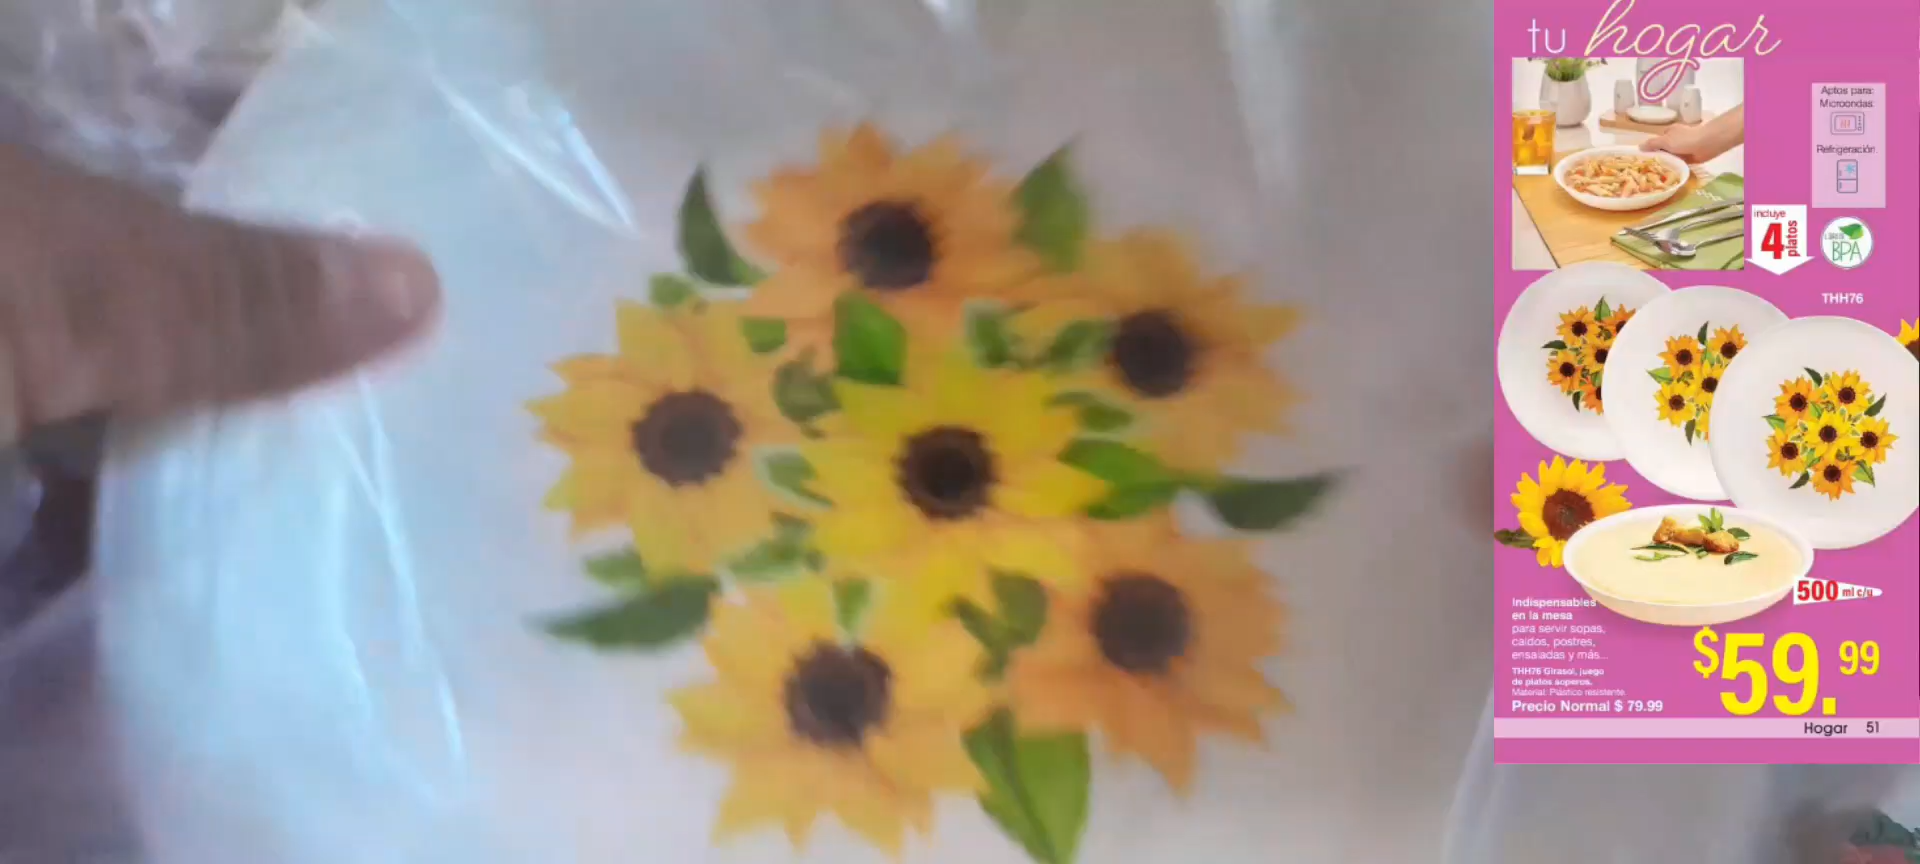 tu hogar
Aptos para:
Microondas
Refrigeración
incluye
4 platos
BPA
THH76
500 ml c/u
Indispensables
en la mesa
para servir sopas,
caldos, postres,
ensaladas y más...
THH76 Girasol, juego
de platos soperos.
Material: Plástico resistente.
Precio Normal $ 79.99
$59.99
Hogar 51